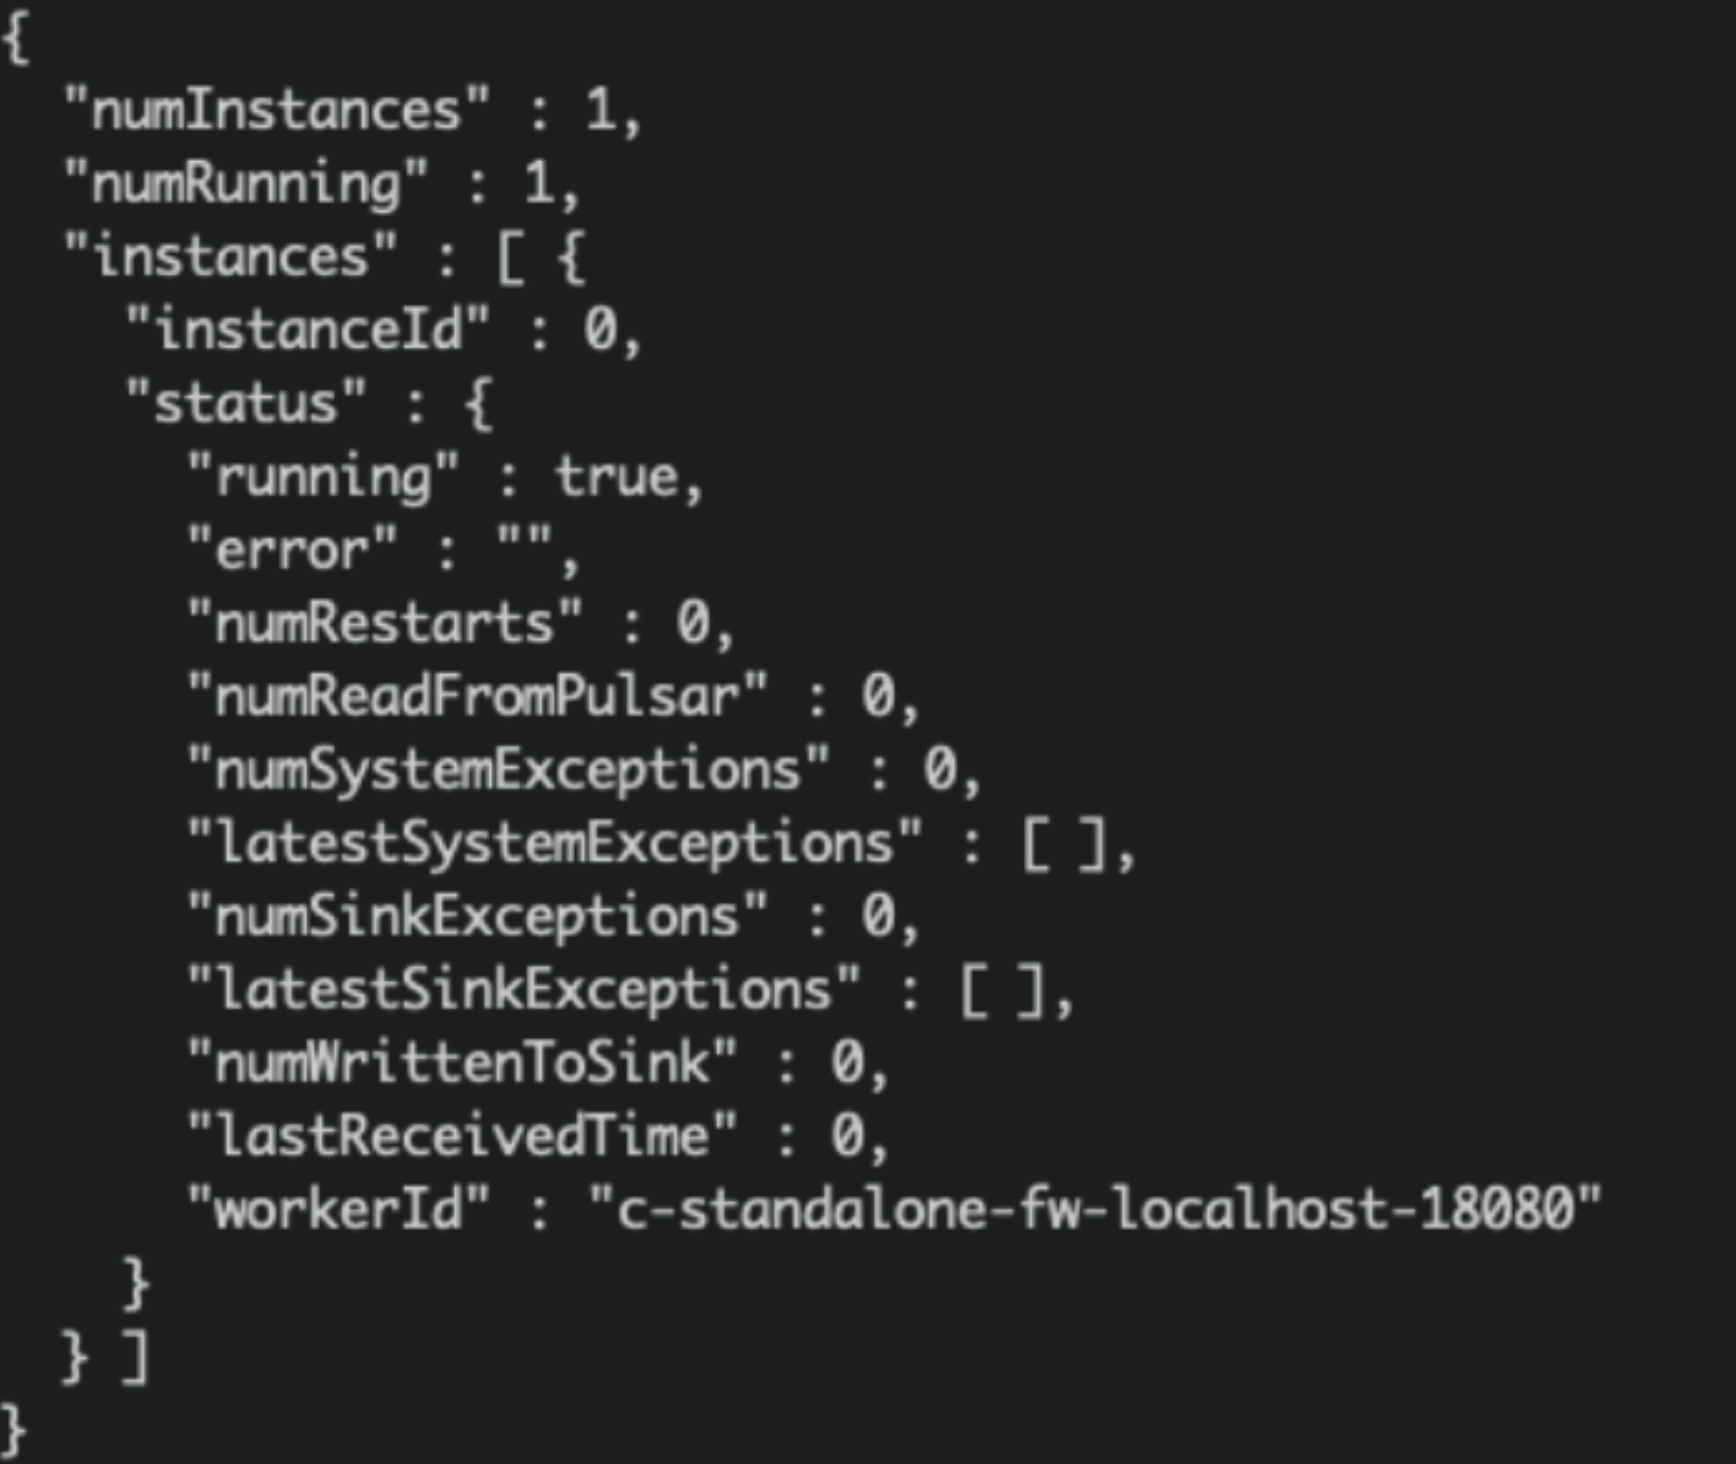 {
  "numInstances" : 1,
  "numRunning" : 1,
  "instances" : [ {
    "instanceId" : 0,
    "status" : {
      "running" : true,
      "error" : "",
      "numRestarts" : 0,
      "numReadFromPulsar" : 0,
      "numSystemExceptions" : 0,
      "latestSystemExceptions" : [ ],
      "numSinkExceptions" : 0,
      "latestSinkExceptions" : [ ],
      "numWrittenToSink" : 0,
      "lastReceivedTime" : 0,
      "workerId" : "c-standalone-fw-localhost-18080"
    }
  } ]
}